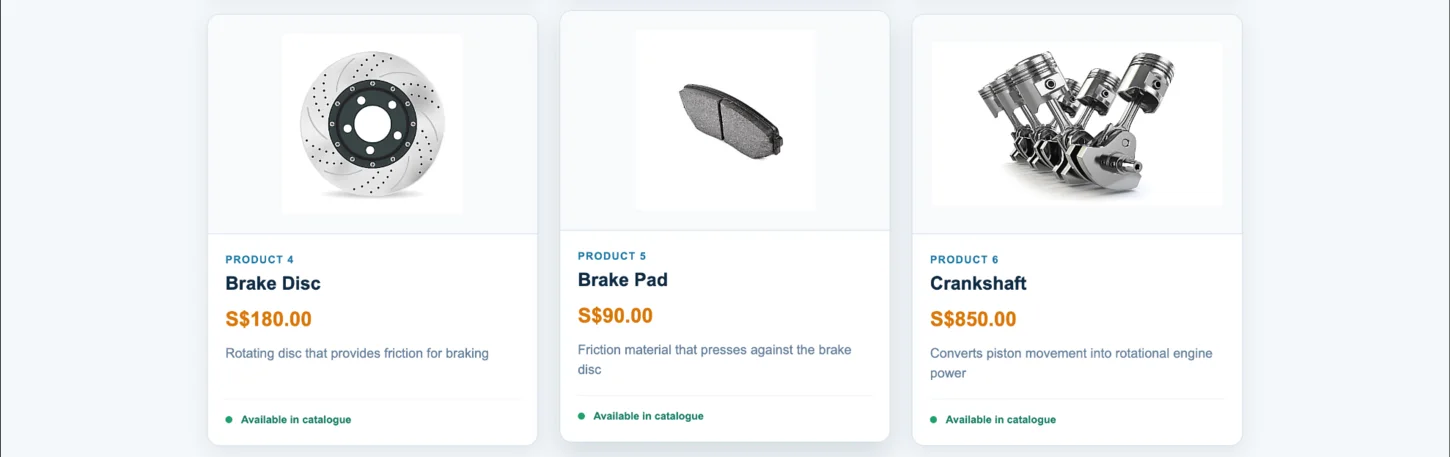 PRODUCT 4
Brake Disc
S$180.00
Rotating disc that provides friction for braking
Available in catalogue
PRODUCT 5
Brake Pad
S$90.00
Friction material that presses against the brake
disc
Available in catalogue
PRODUCT 6
Crankshaft
S$850.00
Converts piston movement into rotational engine
power
Available in catalogue